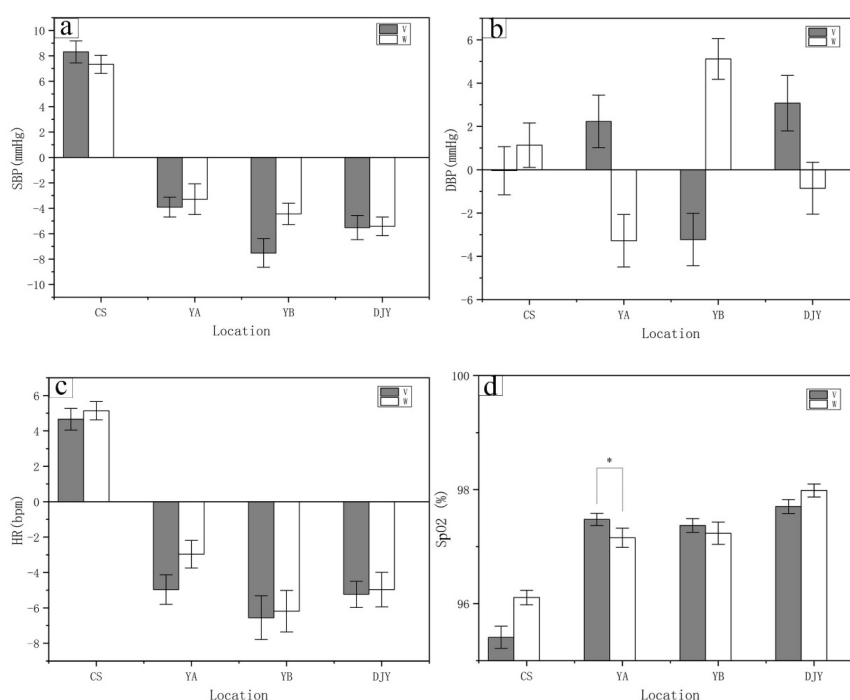 a
V
W
10
8
6
4
2
0
-2
-4
-6
-8
-10
SBP(mmHg)
CS YA YB DJY
Location
b
V
W
6
4
2
0
-2
-4
-6
DBP(mmHg)
CS YA YB DJY
Location
c
V
W
6
4
2
0
-2
-4
-6
-8
HR(bpm)
CS YA YB DJY
Location
d
V
W
*
100
98
96
SpO2 (%)
CS YA YB DJY
Location